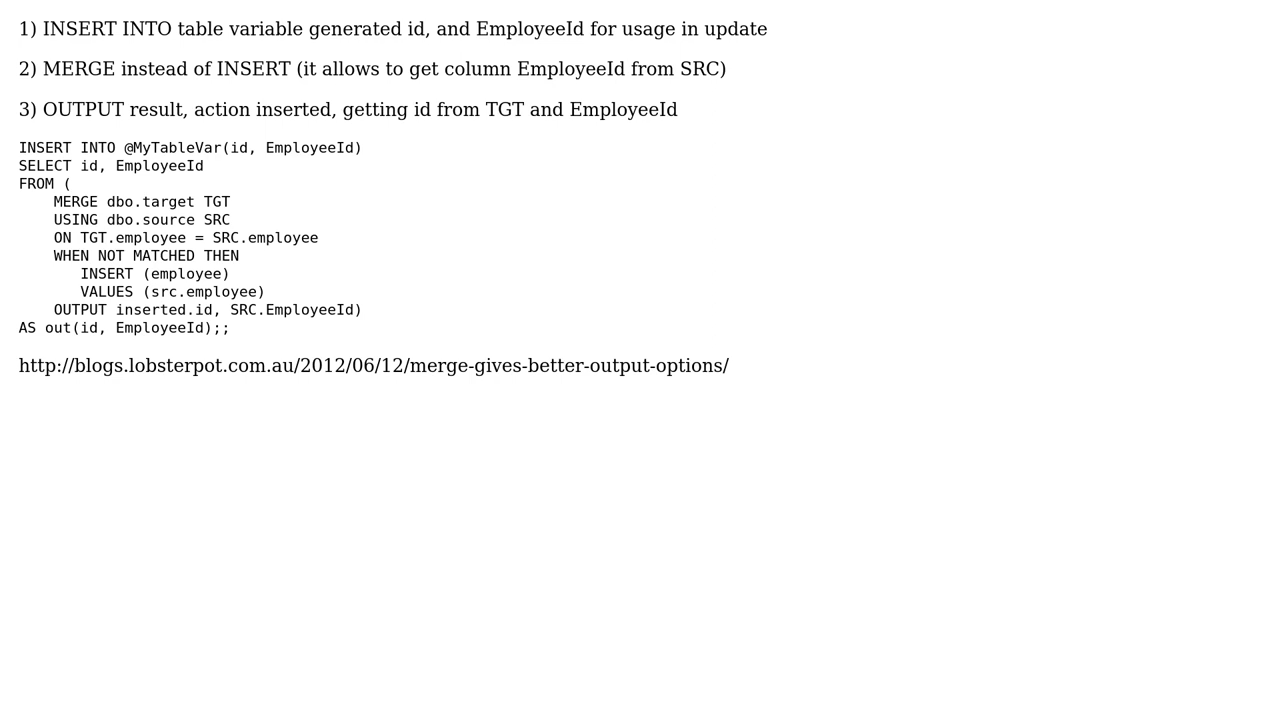 1) INSERT INTO table variable generated id, and EmployeeId for usage in update
2) MERGE instead of INSERT (it allows to get column EmployeeId from SRC)
3) OUTPUT result, action inserted, getting id from TGT and EmployeeId
INSERT INTO @MyTableVar(id, EmployeeId)
SELECT id, EmployeeId
FROM (
    MERGE dbo.target TGT
    USING dbo.source SRC
    ON TGT.employee = SRC.employee
    WHEN NOT MATCHED THEN
       INSERT (employee)
       VALUES (src.employee)
    OUTPUT inserted.id, SRC.EmployeeId)
AS out(id, EmployeeId);;
http://blogs.lobsterpot.com.au/2012/06/12/merge-gives-better-output-options/